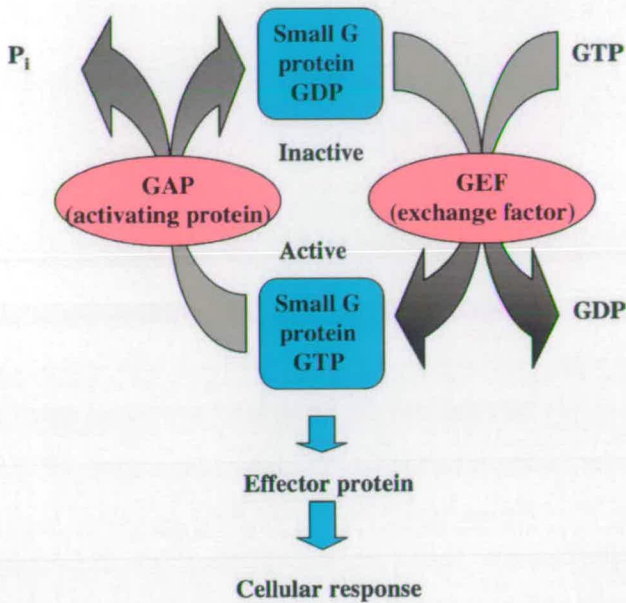 P_i
Small G
protein
GDP
GTP
Inactive
GAP
(activating protein)
GEF
(exchange factor)
Active
Small G
protein
GTP
GDP
Effector protein
Cellular response